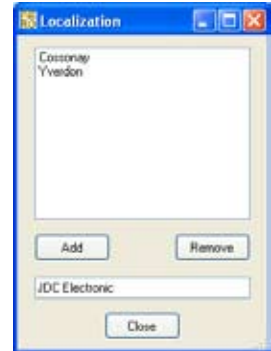 Localization
Cossonay
Yverdon
Add
Remove
JDC Electronic
Close